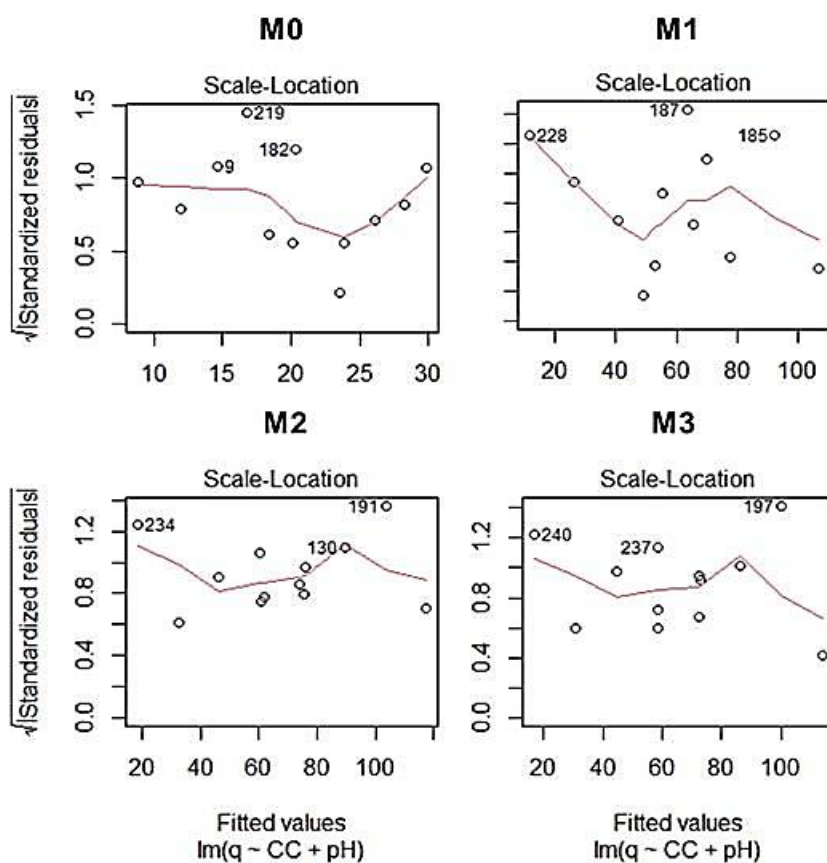 M0
Scale-Location
√|Standardized residuals|
1.5
1.0
0.5
0.0
219
182
9
10 15 20 25 30
M1
Scale-Location
187
185
228
20 40 60 80 100
M2
Scale-Location
√|Standardized residuals|
1.2
0.8
0.4
0.0
191
234
130
20 40 60 80 100
Fitted values
lm(q ~ CC + pH)
M3
Scale-Location
1.2
0.8
0.4
0.0
197
240
237
20 40 60 80 100
Fitted values
lm(q ~ CC + pH)